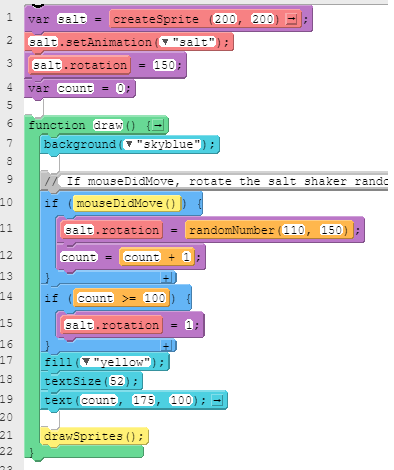 1 var salt = createSprite (200, 200) → ;
2 salt.setAnimation( ▼ "salt");
3 salt.rotation = 150;
4 var count = 0;
5
6 function draw() { →
7 background( ▼ "skyblue");
8
9 // If mouseDidMove, rotate the salt shaker rando
10 if ( mouseDidMove() ) {
11 salt.rotation = randomNumber(110, 150);
12 count = count + 1;
13 } +
14 if ( count >= 100 ) {
15 salt.rotation = 1;
16 } +
17 fill( ▼ "yellow");
18 textSize(52);
19 text(count, 175, 100); →
20
21 drawSprites();
22 }
23